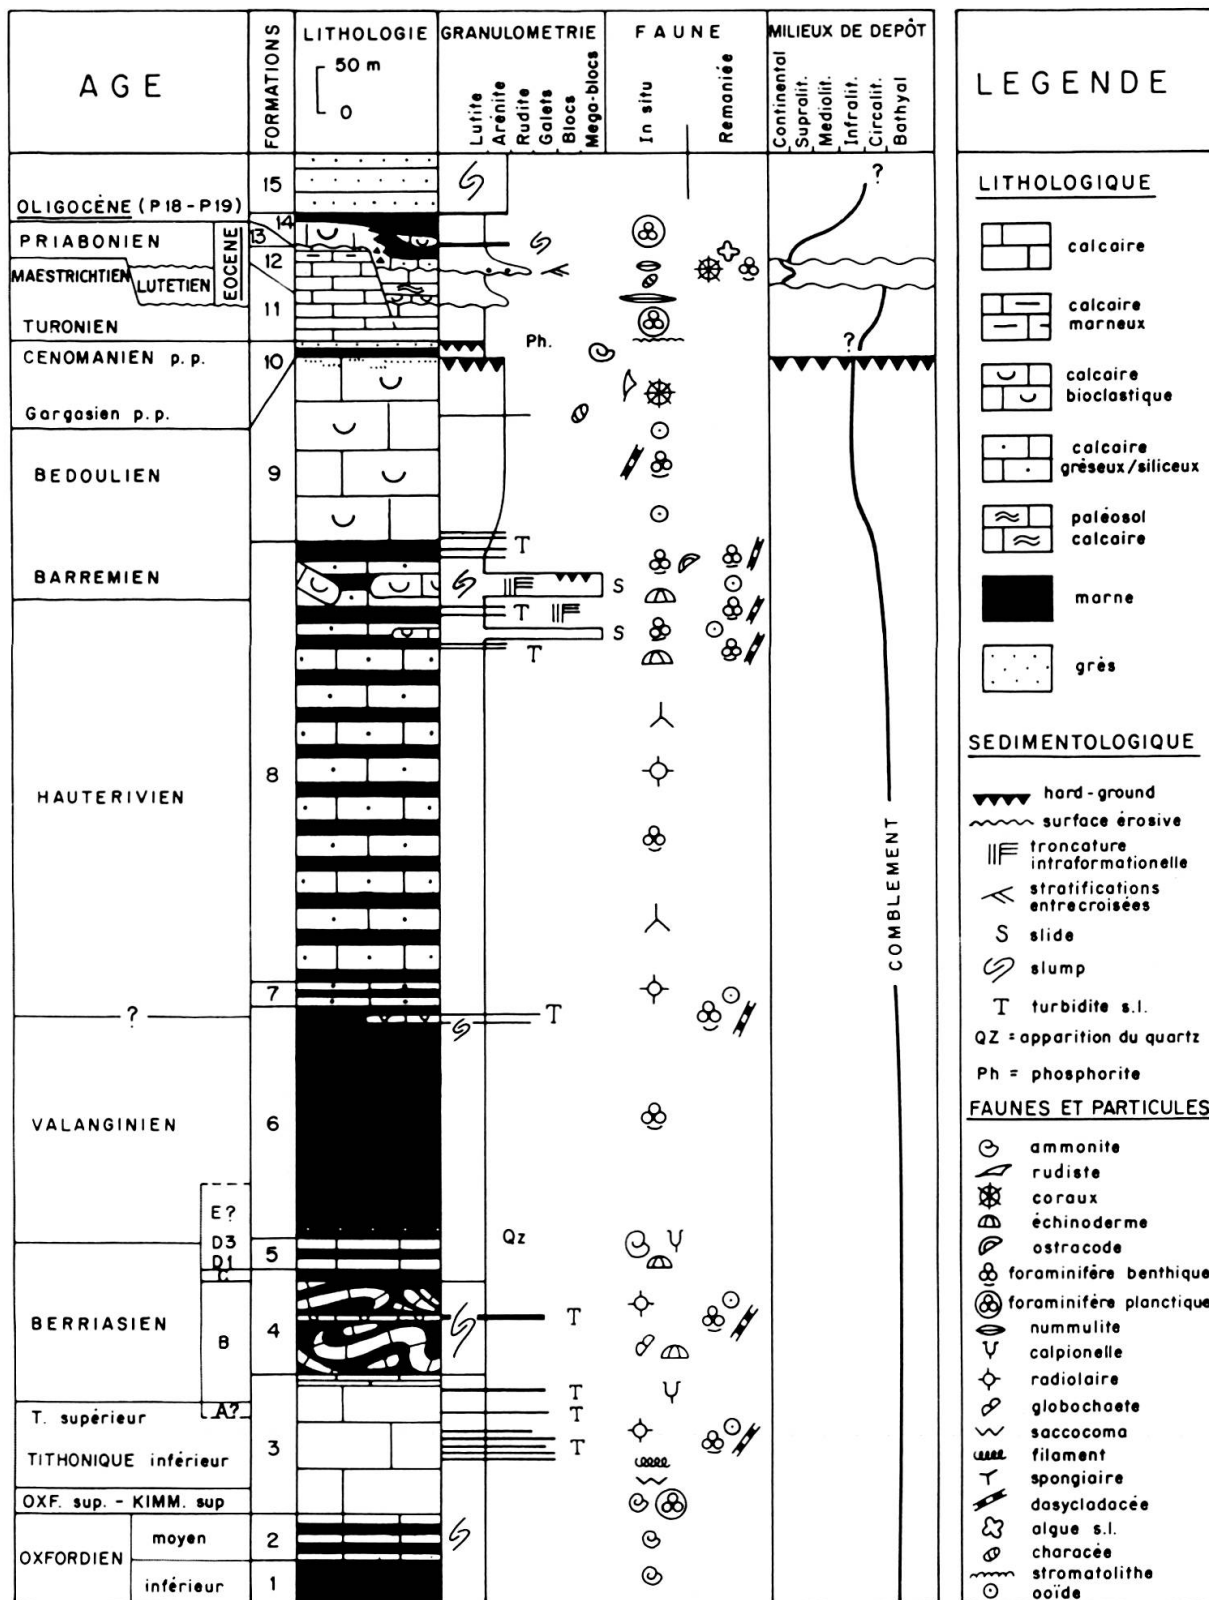 AGE
FORMATIONS
LITHOLOGIE
50 m
0
GRANULOMETRIE
Lutite
Arénite
Rudite
Galets
Blocs
Mega-blocs
FAUNE
In situ
Remaniée
MILIEUX DE DEPÔT
Continental
Supralit.
Mediolit.
Infralit.
Circalit.
Bathyal
15
?
OLIGOCÈNE (P18-P19)
14
PRIABONIEN
13
EOCENE
12
MAESTRICHTIEN
LUTETIEN
11
TURONIEN
Ph.
?
CENOMANIEN p.p.
10
Gargasien p.p.
BEDOULIEN
9
T
BARREMIEN
S
T
S
T
HAUTERIVIEN
8
COMBLEMENT
7
?
T
VALANGINIEN
6
E?
D3
Qz
5
D1
C
BERRIASIEN
4
T
B
T
A?
T
T. supérieur
3
T
TITHONIQUE inférieur
OXF. sup. - KIMM. sup
moyen
2
OXFORDIEN
inférieur
1
LEGENDE
LITHOLOGIQUE
calcaire
calcaire
marneux
calcaire
bioclastique
calcaire
gréseux/siliceux
paléosol
calcaire
marne
grès
SEDIMENTOLOGIQUE
hard-ground
surface érosive
troncature
intraformationelle
stratifications
entrecroisées
S slide
slump
T turbidite s.l.
QZ = apparition du quartz
Ph = phosphorite
FAUNES ET PARTICULES
ammonite
rudiste
coraux
échinoderme
ostracode
foraminifère benthique
foraminifère planctique
nummulite
calpionelle
radiolaire
globochaete
saccocoma
filament
spongiaire
dasycladacée
algue s.l.
characée
stromatolithe
ooïde